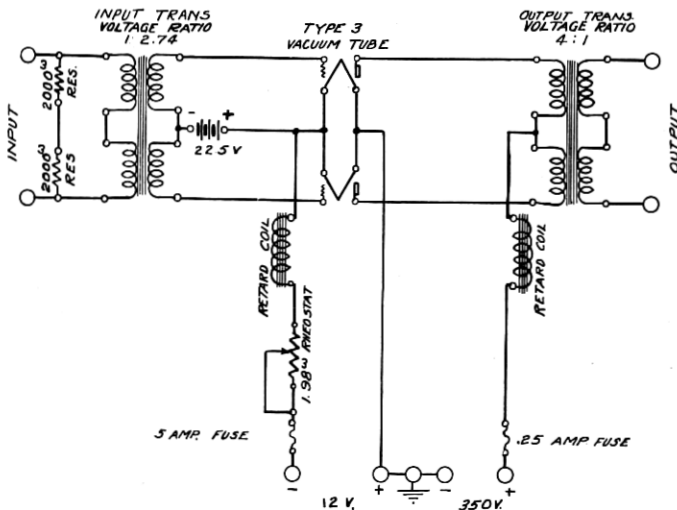 INPUT TRANS
VOLTAGE RATIO
1:2.74
TYPE 3
VACUUM TUBE
OUTPUT TRANS.
VOLTAGE RATIO
4:1
2000ω
RES.
INPUT
2000ω
RES
- +
22.5 V
OUTPUT
RETARD COIL
RETARD COIL
1.98ω RHEOSTAT
5 AMP. FUSE
.25 AMP FUSE
- + - +
12 V. 350V.